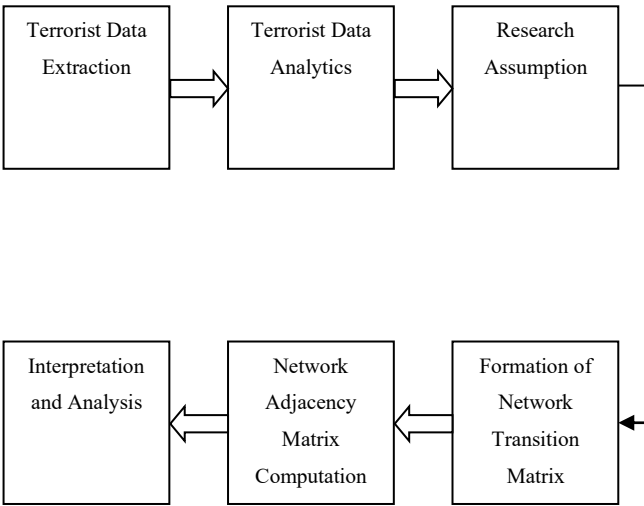 Terrorist Data
Extraction
Terrorist Data
Analytics
Research
Assumption
Formation of
Network
Transition
Matrix
Network
Adjacency
Matrix
Computation
Interpretation
and Analysis